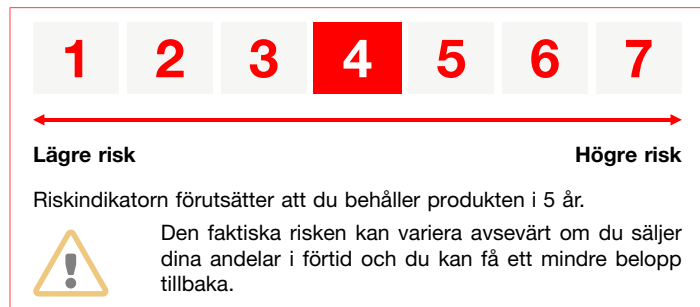 1 2 3 4 5 6 7
Lägre risk Högre risk
Riskindikatorn förutsätter att du behåller produkten i 5 år.
Den faktiska risken kan variera avsevärt om du säljer
dina andelar i förtid och du kan få ett mindre belopp
tillbaka.